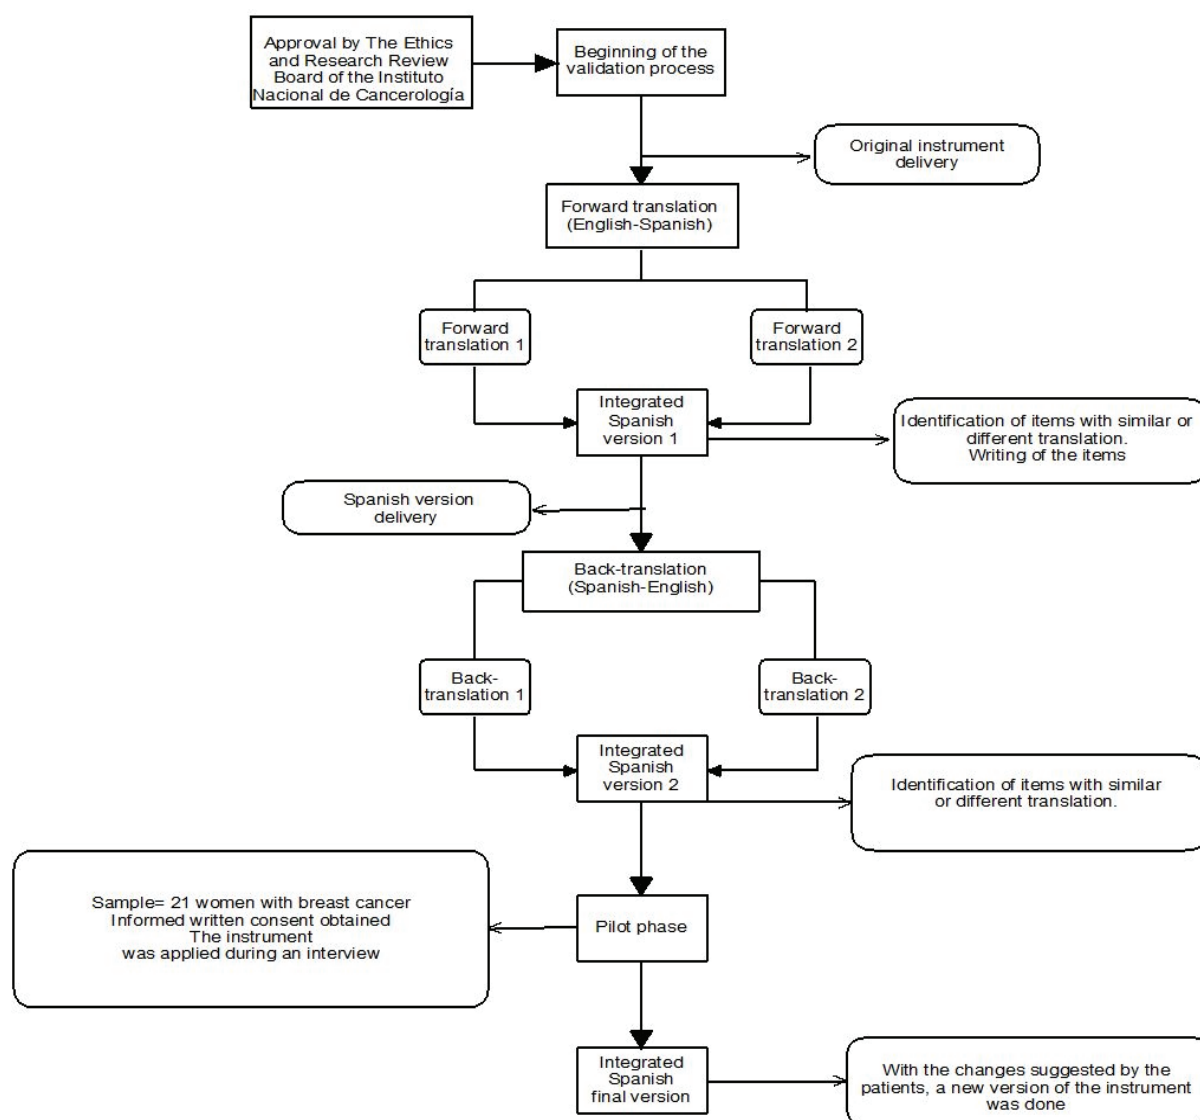 Approval by The Ethics
and Research Review
Board of the Instituto
Nacional de Cancerología
Beginning of the
validation process
Original instrument
delivery
Forward translation
(English-Spanish)
Forward
translation 1
Forward
translation 2
Integrated
Spanish
version 1
Identification of items with similar or
different translation.
Writing of the items
Spanish version
delivery
Back-translation
(Spanish-English)
Back-
translation 1
Back-
translation 2
Integrated
Spanish
version 2
Identification of items with similar
or different translation.
Sample= 21 women with breast cancer
Informed written consent obtained
The instrument
was applied during an interview
Pilot phase
Integrated
Spanish
final version
With the changes suggested by the
patients, a new version of the instrument
was done